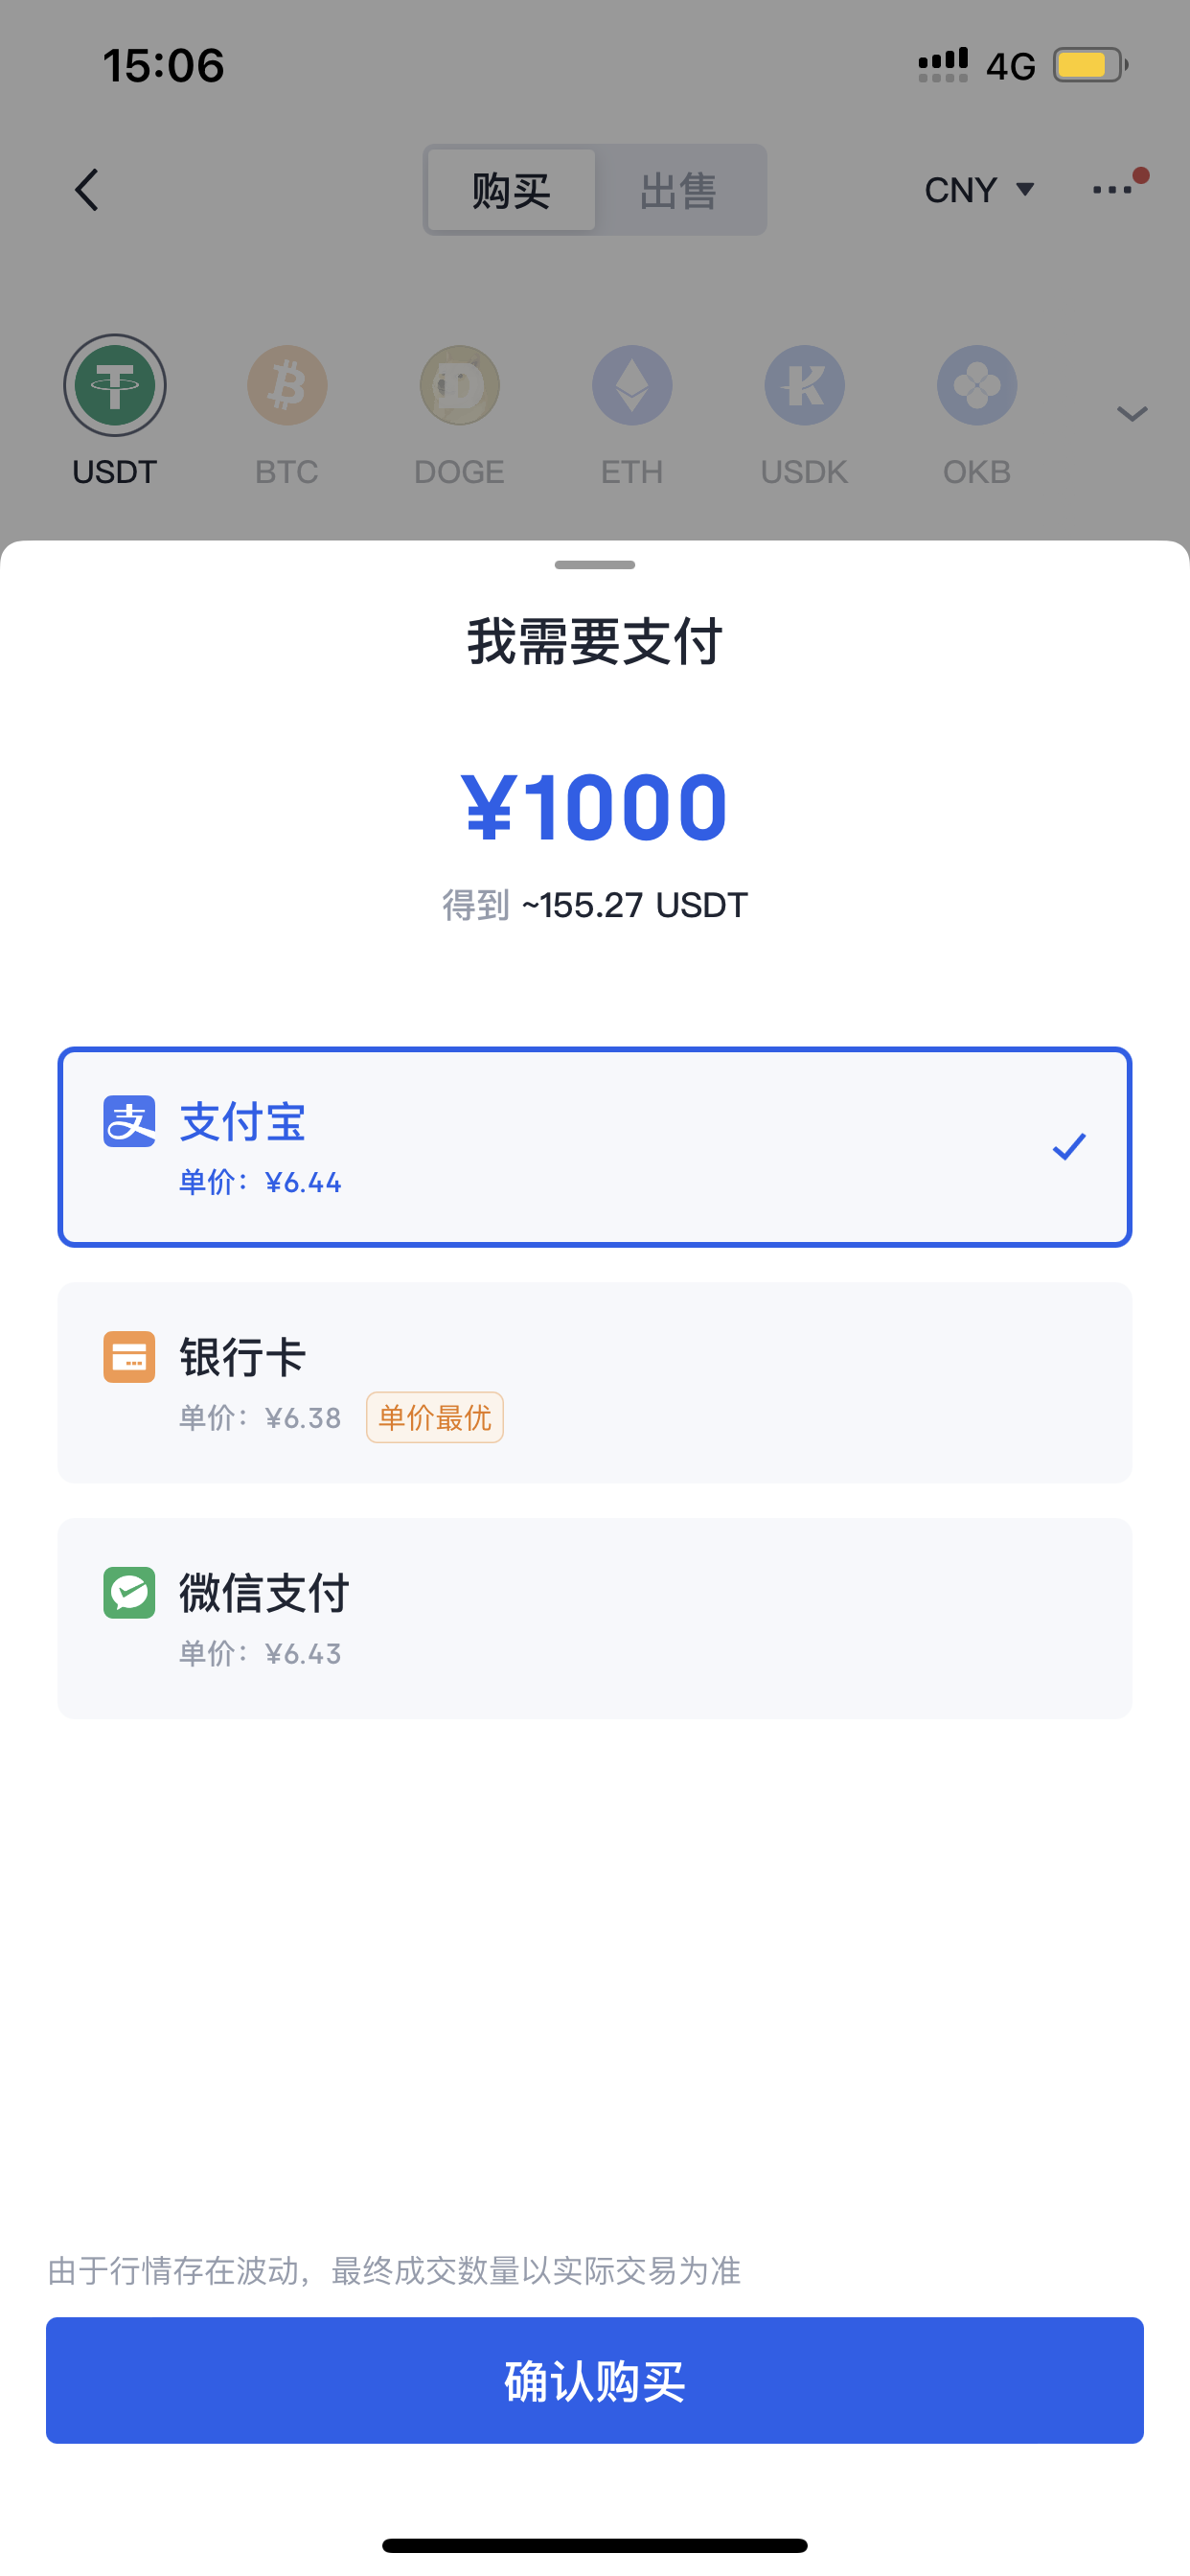 15:06 4G
购买 出售 CNY
USDT BTC DOGE ETH USDK OKB
我需要支付
¥1000
得到 ~155.27 USDT
支付宝
单价：¥6.44
银行卡
单价：¥6.38 单价最优
微信支付
单价：¥6.43
由于行情存在波动，最终成交数量以实际交易为准
确认购买